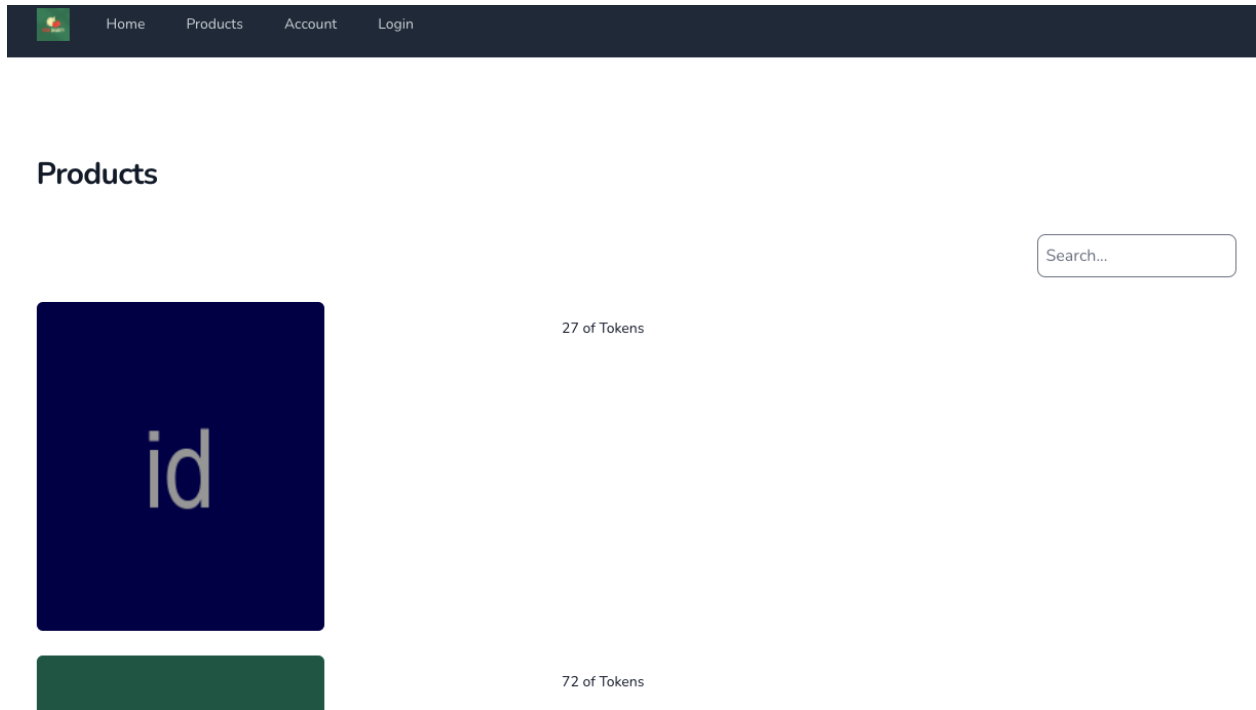 Home Products Account Login
Products
Search...
27 of Tokens
id
72 of Tokens